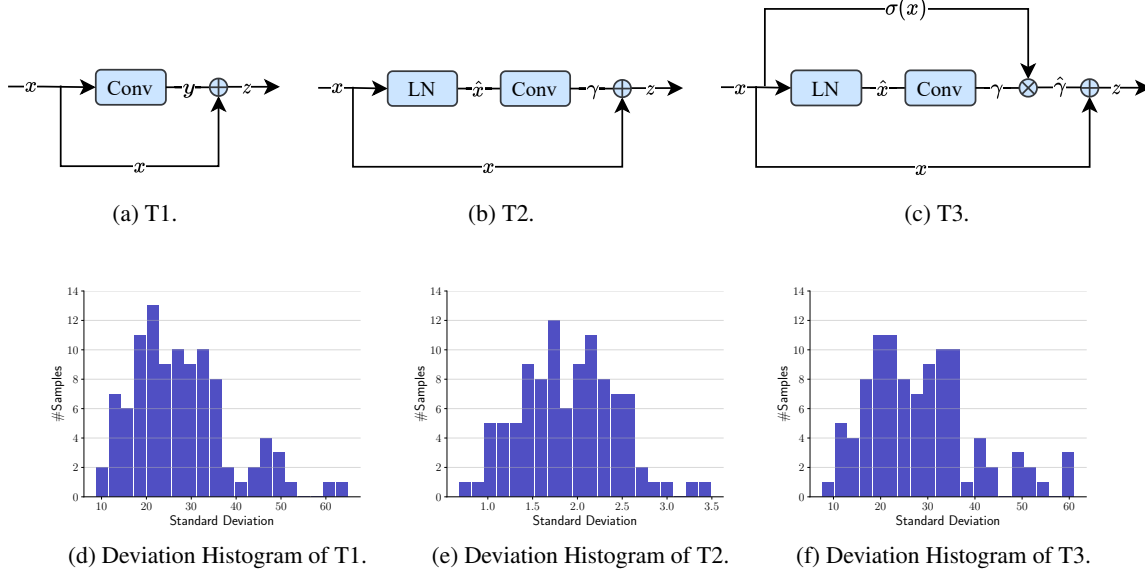 σ(x)
x Conv y z
x LN x̂ Conv γ z
x LN x̂ Conv γ γ̂ z
x
x
x
(a) T1.
(b) T2.
(c) T3.
14
12
10
8
6
4
2
0
#Samples
10 20 30 40 50 60
Standard Deviation
(d) Deviation Histogram of T1.
14
12
10
8
6
4
2
0
#Samples
1.0 1.5 2.0 2.5 3.0 3.5
Standard Deviation
(e) Deviation Histogram of T2.
14
12
10
8
6
4
2
0
#Samples
10 20 30 40 50 60
Standard Deviation
(f) Deviation Histogram of T3.